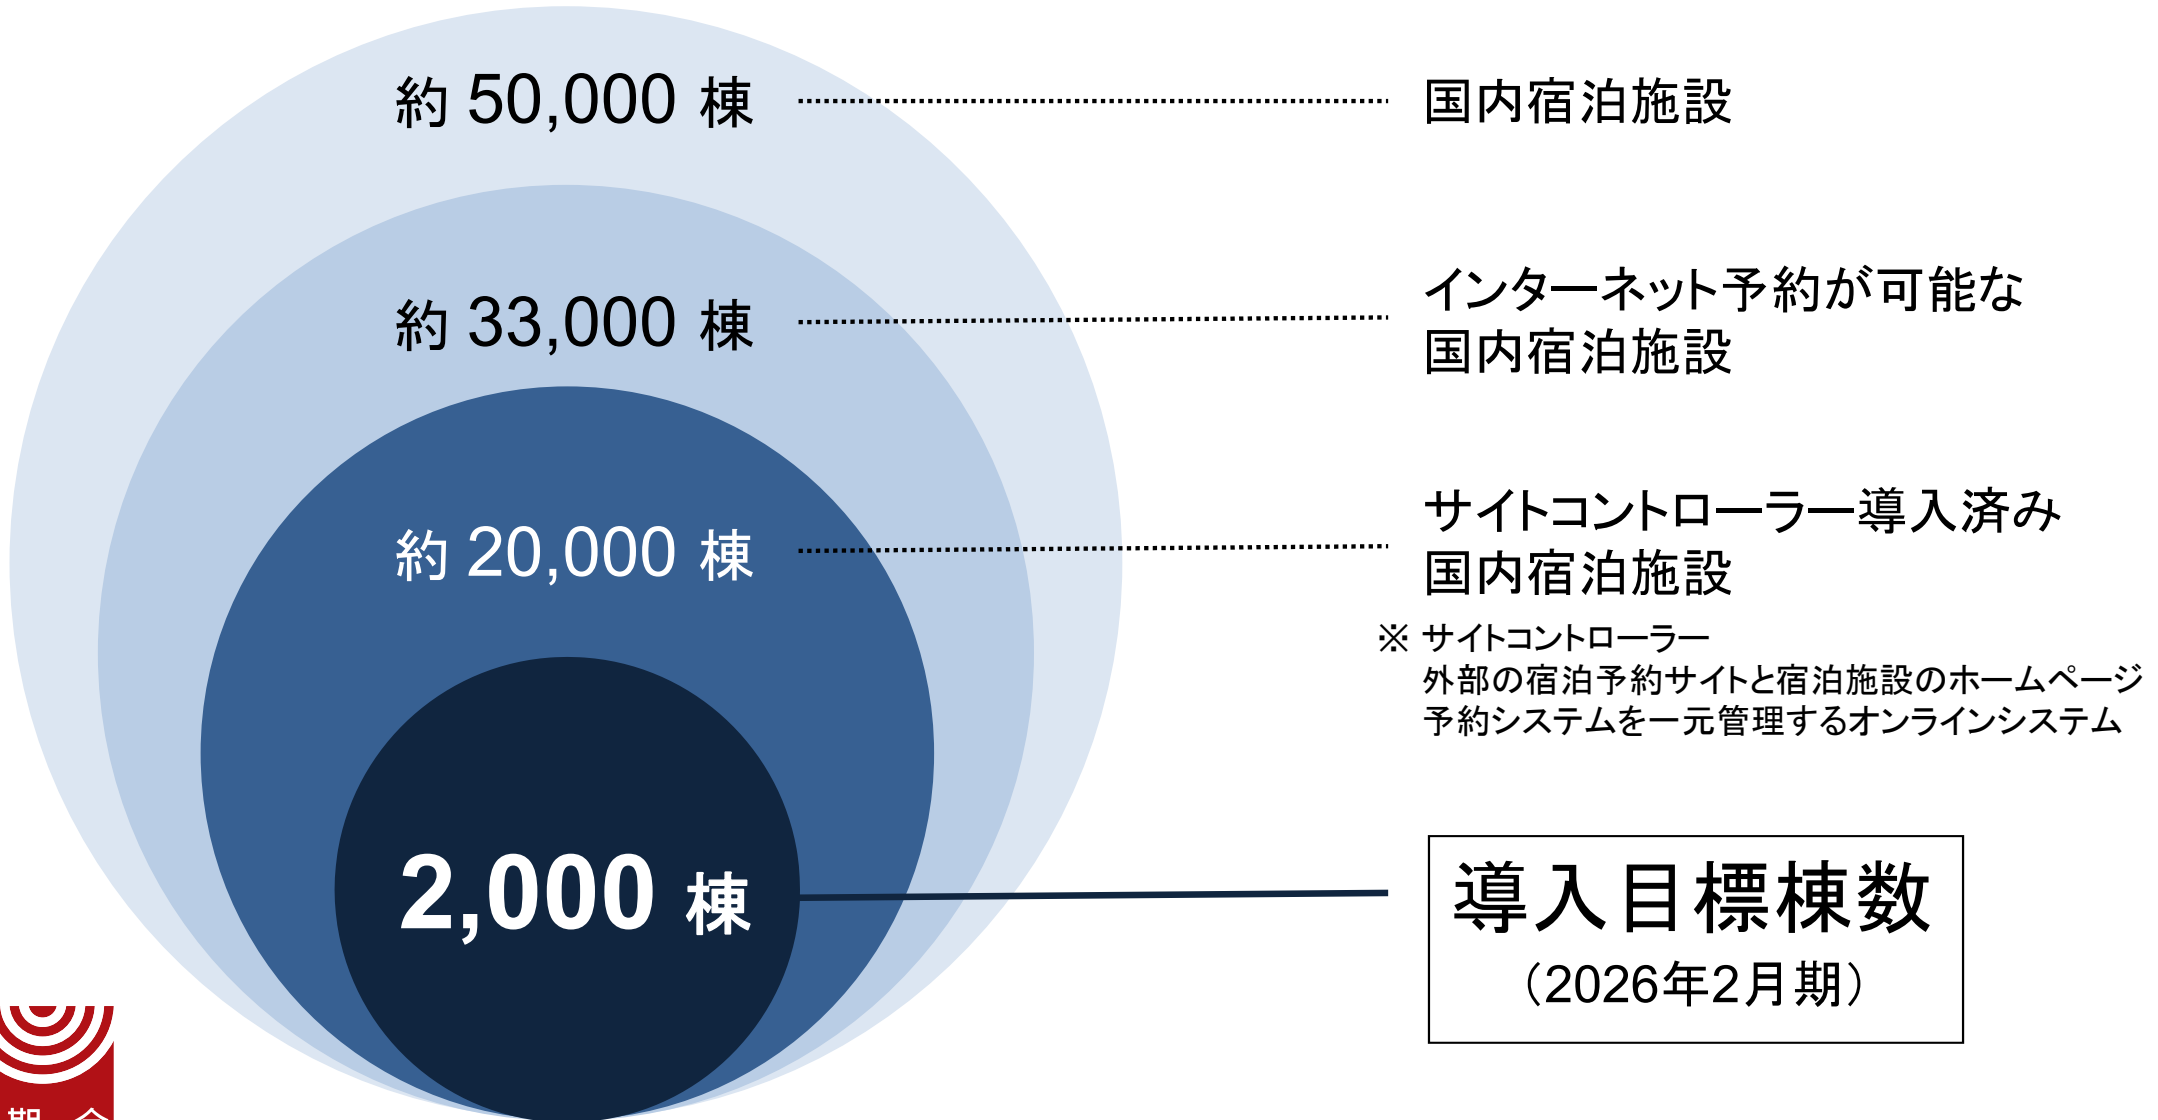 約 50,000 棟
国内宿泊施設
約 33,000 棟
インターネット予約が可能な
国内宿泊施設
約 20,000 棟
サイトコントローラー導入済み
国内宿泊施設
※ サイトコントローラー
外部の宿泊予約サイトと宿泊施設のホームページ
予約システムを一元管理するオンラインシステム
2,000 棟
導入目標棟数
（2026年2月期）